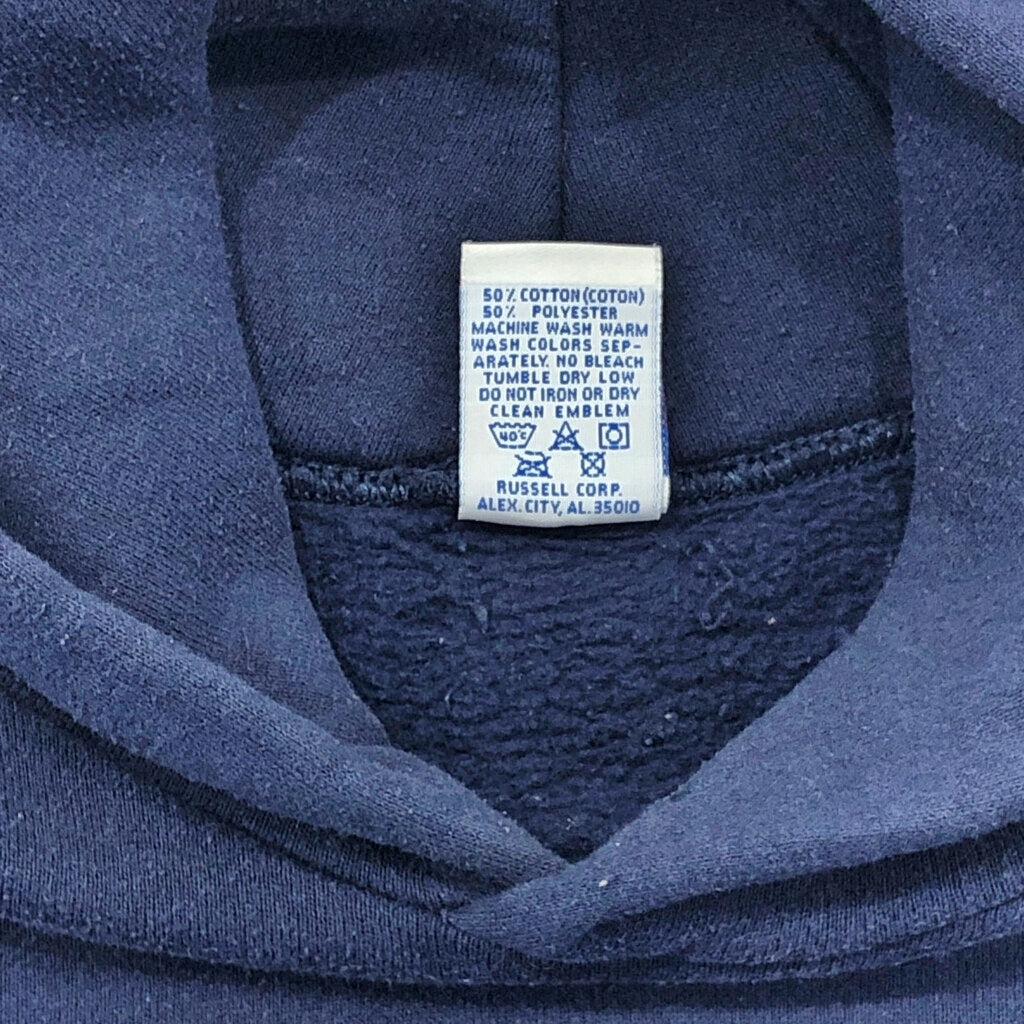 50% COTTON (COTON)
50% POLYESTER
MACHINE WASH WARM
WASH COLORS SEP-
ARATELY. NO BLEACH
TUMBLE DRY LOW
DO NOT IRON OR DRY
CLEAN EMBLEM
40°C
RUSSELL CORP.
ALEX. CITY, AL. 35010